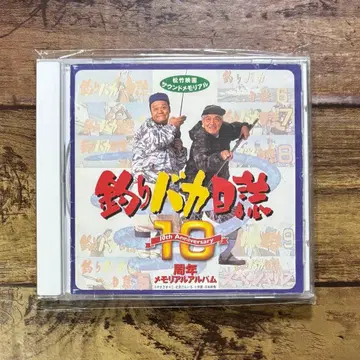 松竹映画
サウンドメモリアル
釣りバカ日誌
10
10th Anniversary
周年
メモリアルアルバム